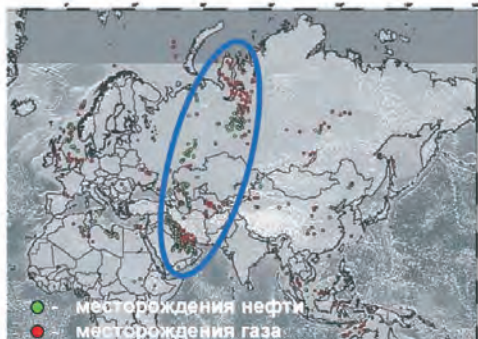 - месторождения нефти
- месторождения газа